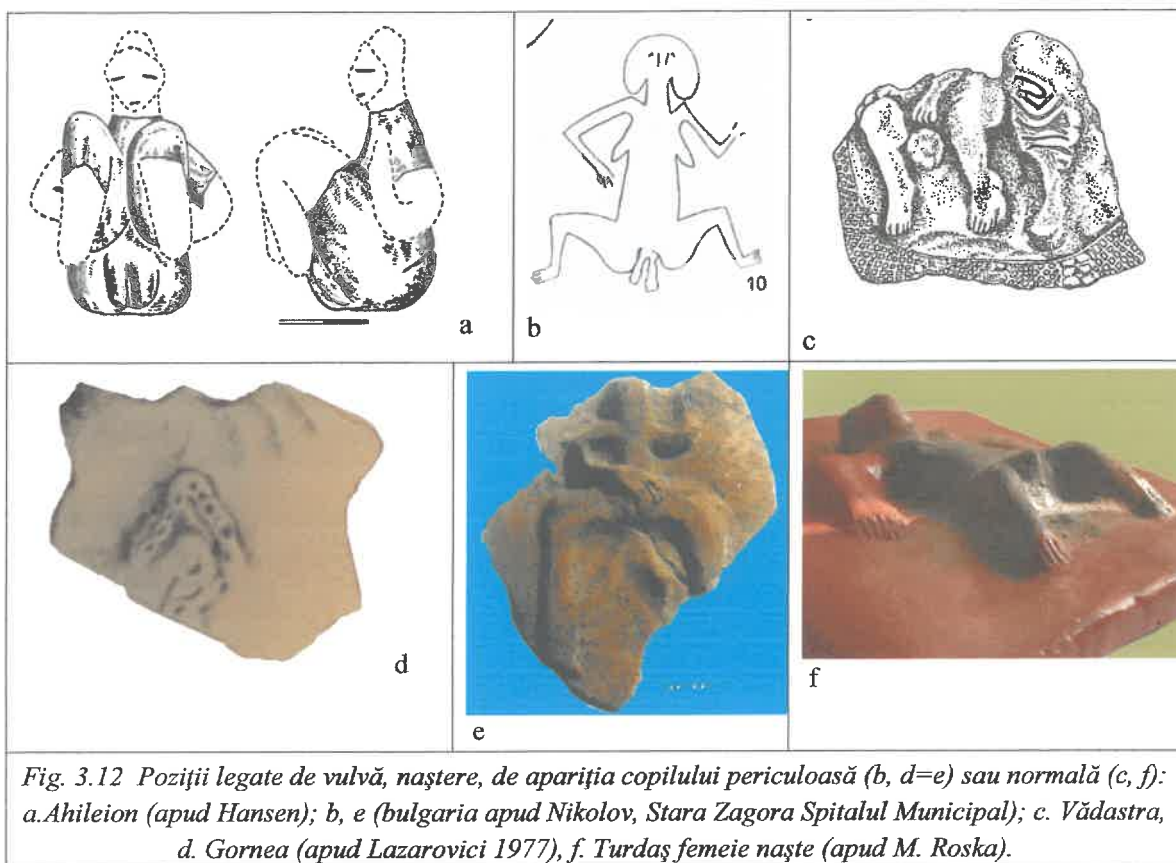 a
b
10
c
d
e
f
Fig. 3.12 Poziţii legate de vulvă, naştere, de apariţia copilului periculoasă (b, d=e) sau normală (c, f):
a.Ahileion (apud Hansen); b, e (bulgaria apud Nikolov, Stara Zagora Spitalul Municipal); c. Vădastra,
d. Gornea (apud Lazarovici 1977), f. Turdaş femeie naşte (apud M. Roska).